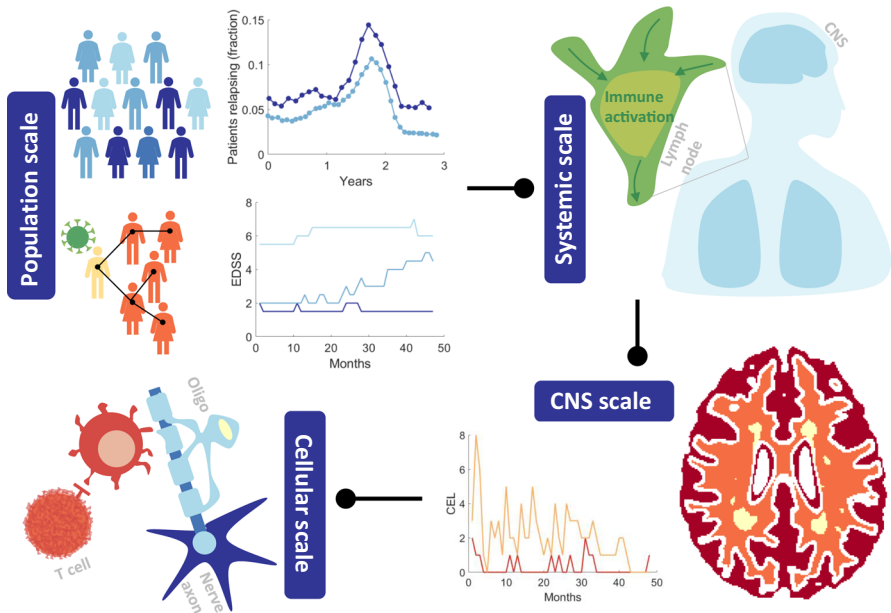 Population scale
Patients relapsing (fraction)
0.15
0.1
0.05
0
0
1
2
3
Years
EDSS
8
6
4
2
0
0
10
20
30
40
50
Months
Systemic scale
Immune
activation
Lymph
node
CNS
CNS scale
CEL
8
6
4
2
0
0
10
20
30
40
50
Months
Cellular scale
Oligo
T cell
Nerve
axon